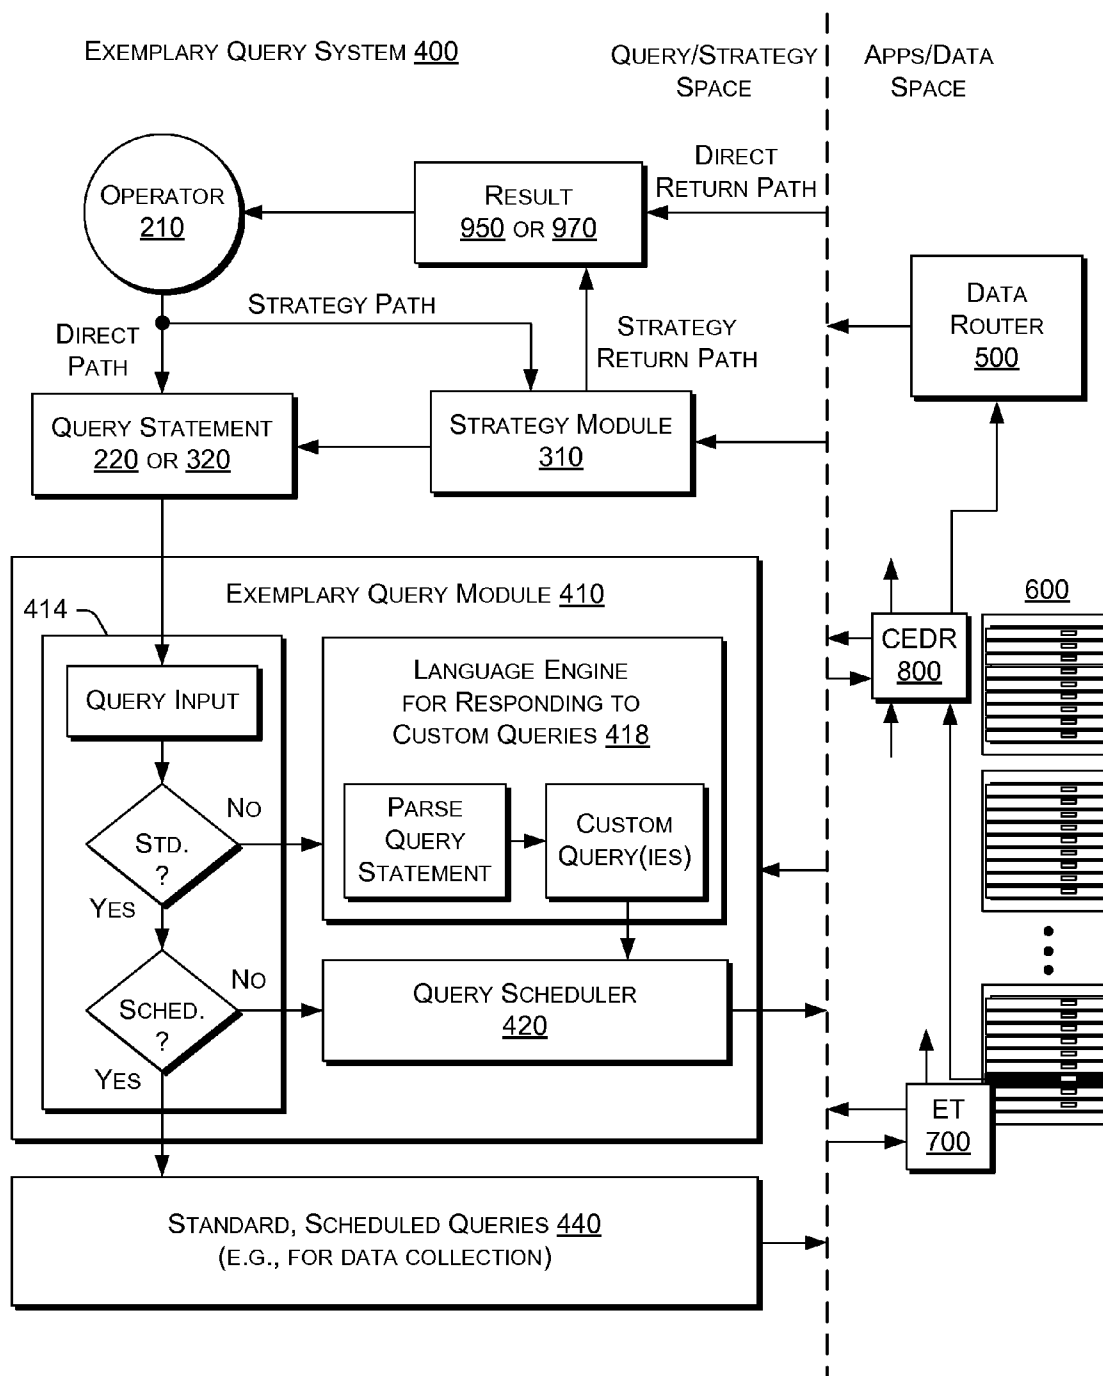 EXEMPLARY QUERY SYSTEM 400
QUERY/STRATEGY
SPACE
APPS/DATA
SPACE
OPERATOR
210
RESULT
950 OR 970
DIRECT
RETURN PATH
STRATEGY PATH
DIRECT
PATH
STRATEGY
RETURN PATH
DATA
ROUTER
500
QUERY STATEMENT
220 OR 320
STRATEGY MODULE
310
EXEMPLARY QUERY MODULE 410
414
QUERY INPUT
LANGUAGE ENGINE
FOR RESPONDING TO
CUSTOM QUERIES 418
CEDR
800
600
STD.
?
NO
YES
PARSE
QUERY
STATEMENT
CUSTOM
QUERY(IES)
SCHED.
?
NO
YES
QUERY SCHEDULER
420
ET
700
STANDARD, SCHEDULED QUERIES 440
(E.G., FOR DATA COLLECTION)